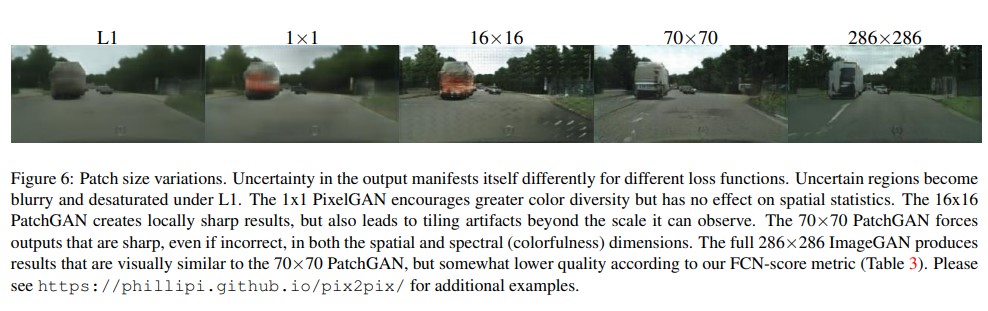 L1 1×1 16×16 70×70 286×286
Figure 6: Patch size variations. Uncertainty in the output manifests itself differently for different loss functions. Uncertain regions become
blurry and desaturated under L1. The 1x1 PixelGAN encourages greater color diversity but has no effect on spatial statistics. The 16x16
PatchGAN creates locally sharp results, but also leads to tiling artifacts beyond the scale it can observe. The 70×70 PatchGAN forces
outputs that are sharp, even if incorrect, in both the spatial and spectral (colorfulness) dimensions. The full 286×286 ImageGAN produces
results that are visually similar to the 70×70 PatchGAN, but somewhat lower quality according to our FCN-score metric (Table 3). Please
see https://phillipi.github.io/pix2pix/ for additional examples.